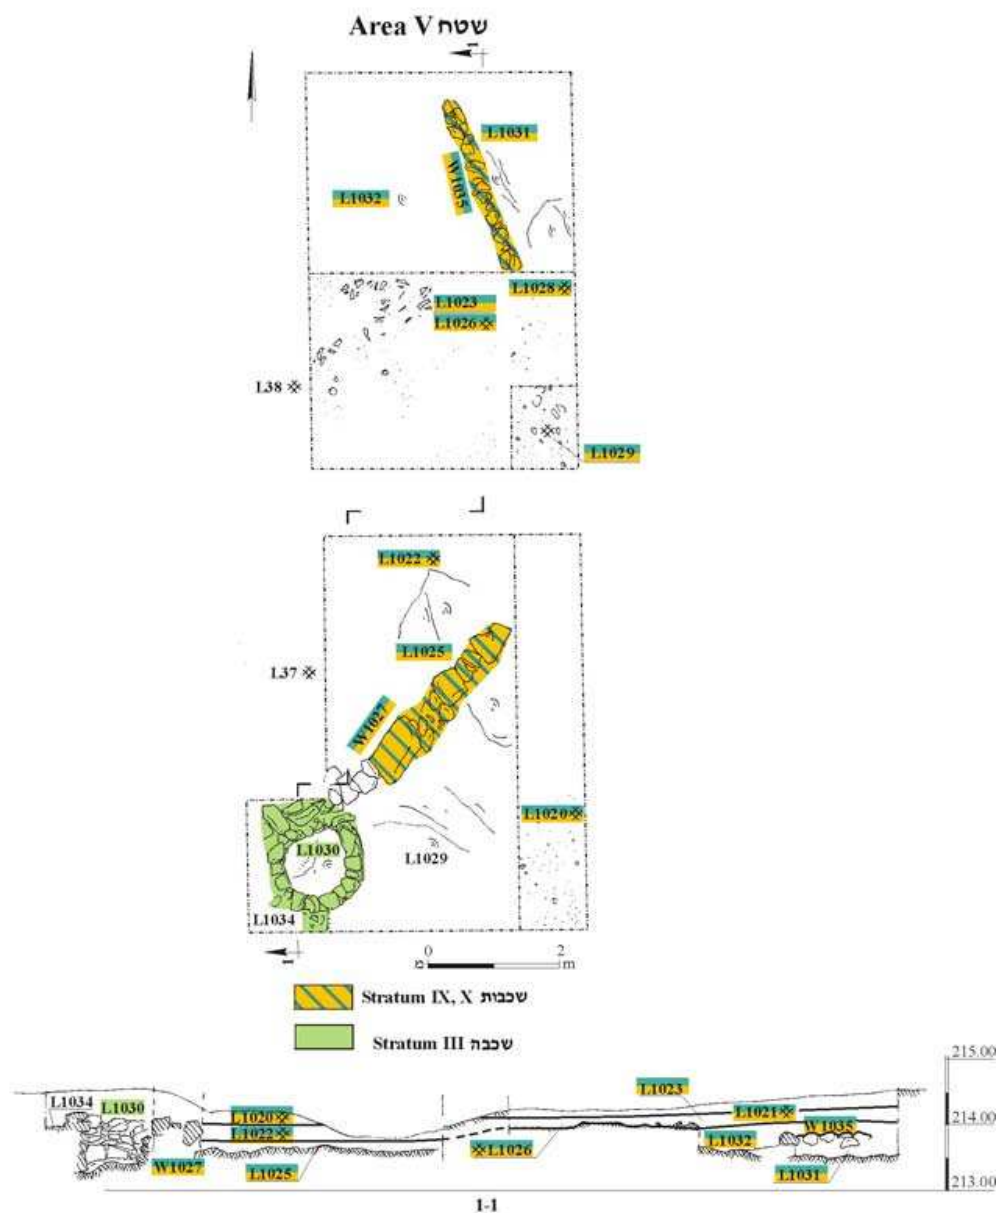 Area V שטח
1
L1031
W1035
L1032
L1028
L1023
L1026
L38
L1029
L1022
L1025
L37
W1027
L1020
L1030
L1029
L1034
1
0 2
מ m
Stratum IX, X שכבות
Stratum III שכבה
215.00
L1023
L1034 L1030
L1020 L1021
214.00
L1022 W1035
L1032
W1027 L1026
L1025 L1031
213.00
1-1